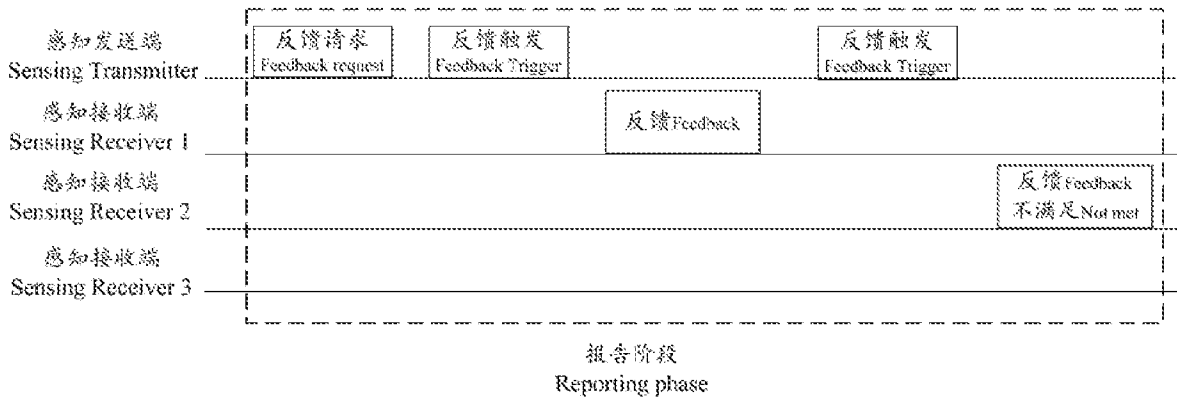 感知发送端
Sensing Transmitter
反馈请求
Feedback request
反馈触发
Feedback Trigger
反馈触发
Feedback Trigger
感知接收端
Sensing Receiver 1
反馈Feedback
感知接收端
Sensing Receiver 2
反馈Feedback
不满足Not met
感知接收端
Sensing Receiver 3
报告阶段
Reporting phase